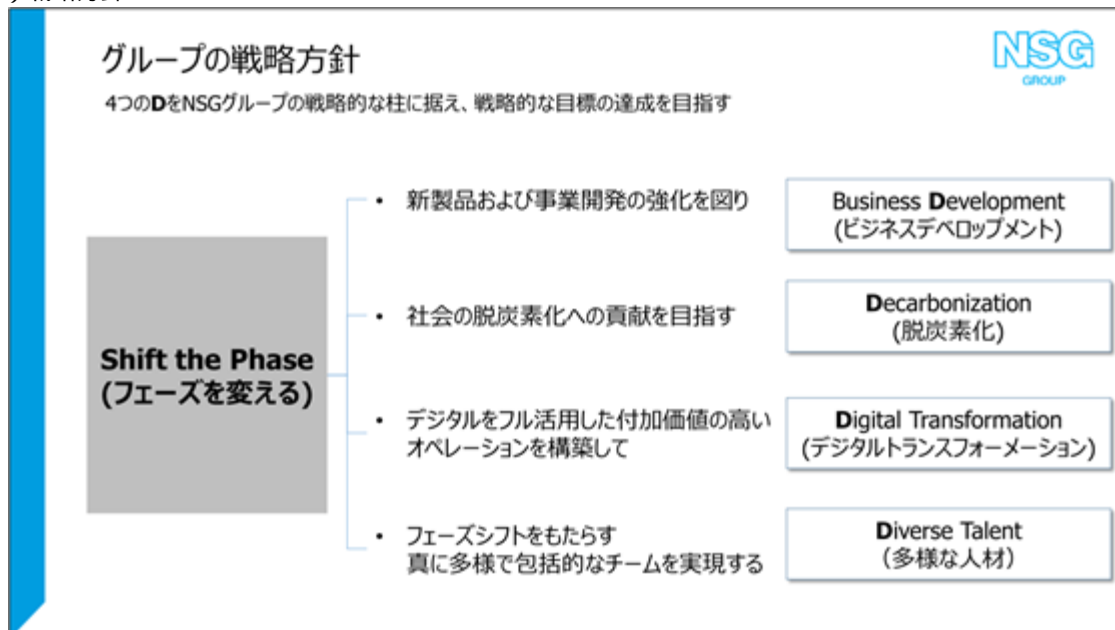 グループの戦略方針
NSG
GROUP
4つのDをNSGグループの戦略的な柱に据え、戦略的な目標の達成を目指す
Shift the Phase
(フェーズを変える)
• 新製品および事業開発の強化を図り
Business Development
(ビジネスデベロップメント)
• 社会の脱炭素化への貢献を目指す
Decarbonization
(脱炭素化)
• デジタルをフル活用した付加価値の高い
オペレーションを構築して
Digital Transformation
(デジタルトランスフォーメーション)
• フェーズシフトをもたらす
真に多様で包括的なチームを実現する
Diverse Talent
(多様な人材)